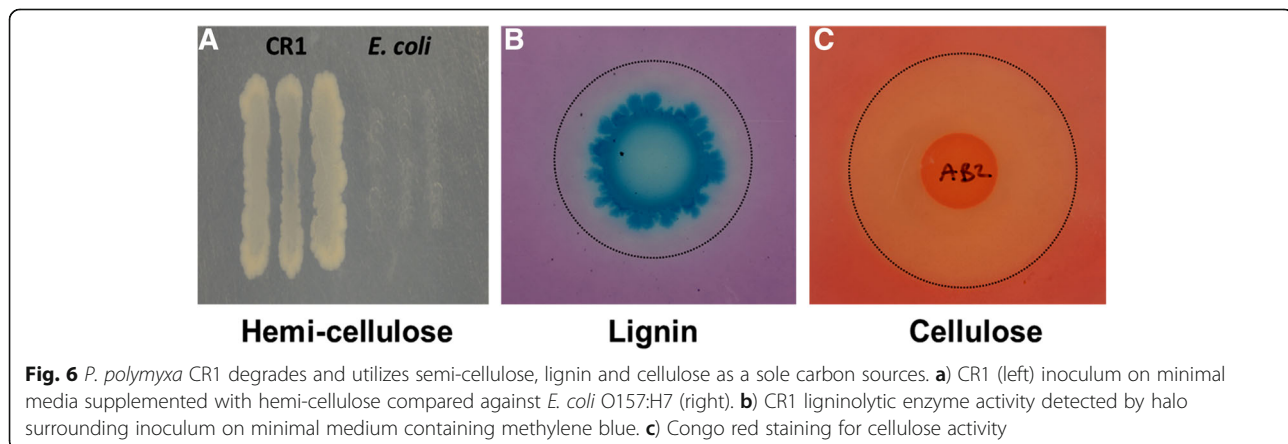 A CR1 E. coli B C
AB2.
Hemi-cellulose Lignin Cellulose
Fig. 6 P. polymyxa CR1 degrades and utilizes semi-cellulose, lignin and cellulose as a sole carbon sources. a) CR1 (left) inoculum on minimal
media supplemented with hemi-cellulose compared against E. coli O157:H7 (right). b) CR1 ligninolytic enzyme activity detected by halo
surrounding inoculum on minimal medium containing methylene blue. c) Congo red staining for cellulose activity